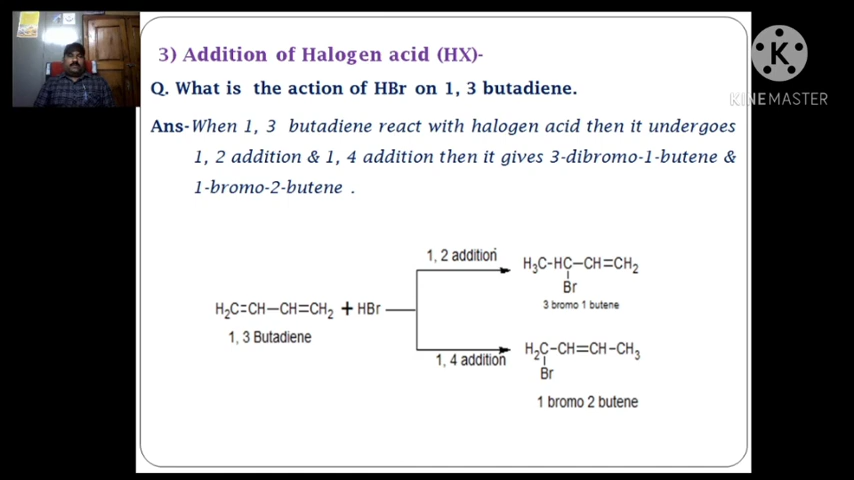 3) Addition of Halogen acid (HX)-
K
KINEMASTER
Q. What is the action of HBr on 1, 3 butadiene.
Ans-When 1, 3 butadiene react with halogen acid then it undergoes
1, 2 addition & 1, 4 addition then it gives 3-dibromo-1-butene &
1-bromo-2-butene .
1, 2 addition
H3C-HC—CH=CH2
Br
3 bromo 1 butene
H2C=CH—CH=CH2 + HBr
1, 3 Butadiene
1, 4 addition
H2C-CH=CH-CH3
Br
1 bromo 2 butene